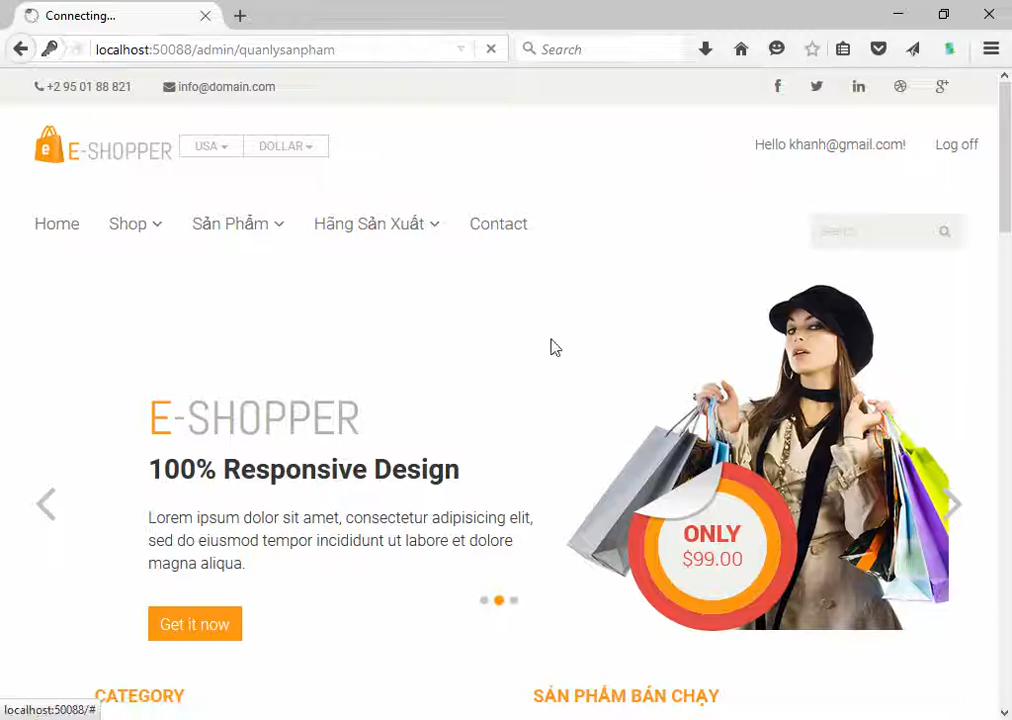 Connecting...
localhost:50088/admin/quanlysanpham
Search
+2 95 01 88 821
info@domain.com
E-SHOPPER
USA
DOLLAR
Hello khanh@gmail.com!
Log off
Home
Shop
Sản Phẩm
Hãng Sản Xuất
Contact
Search
E-SHOPPER
100% Responsive Design
Lorem ipsum dolor sit amet, consectetur adipisicing elit,
sed do eiusmod tempor incididunt ut labore et dolore
magna aliqua.
Get it now
ONLY
$99.00
CATEGORY
SẢN PHẨM BÁN CHẠY
localhost:50088/#